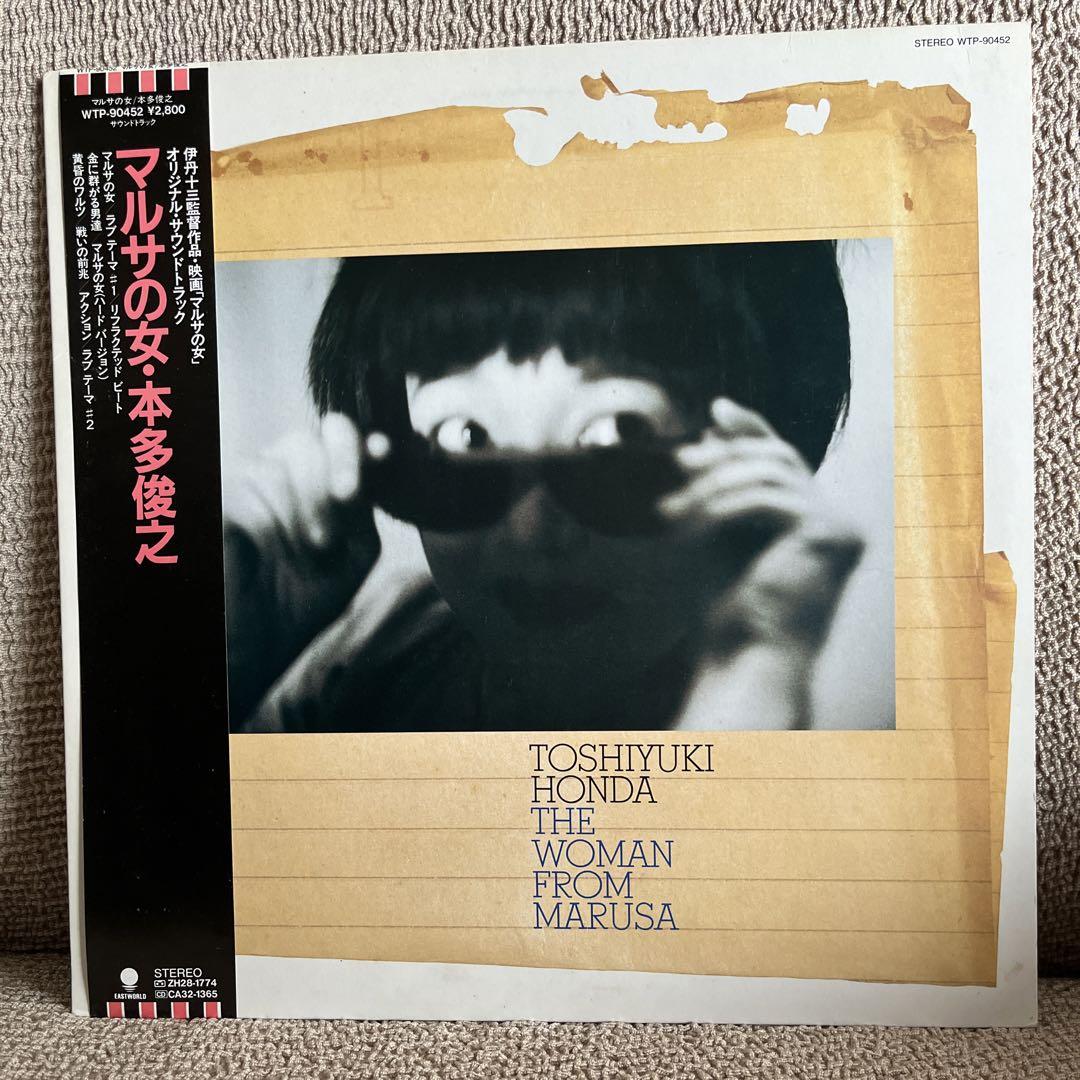 STEREO WTP-90452
マルサの女/本多俊之
WTP-90452 ¥2,800
サウンドトラック
伊丹十三監督作品・映画「マルサの女」
オリジナル・サウンドトラック
マルサの女・本多俊之
マルサの女/ラブ テーマ♯1/リフラクテッド ビート
金に群がる男達/マルサの女(ハード バージョン)
黄昏のワルツ/戦いの前兆/アクション/ラブ テーマ♯2
TOSHIYUKI
HONDA
THE
WOMAN
FROM
MARUSA
EASTWORLD
STEREO
ZH28-1774
CD CA32-1365